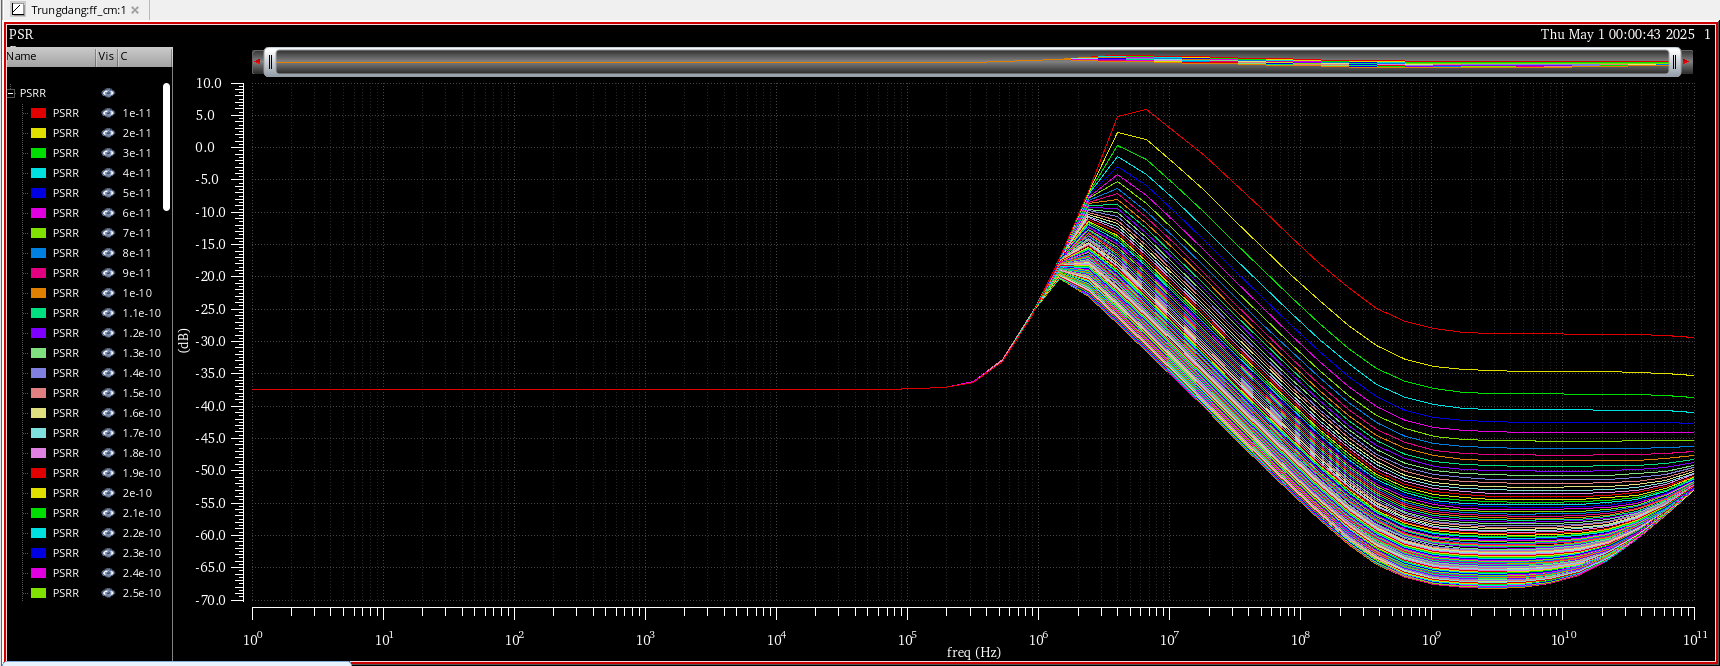 Trungdang:ff_cm:1
PSR
Thu May 1 00:00:43 2025 1
Name Vis C
PSRR
PSRR 1e-11
PSRR 2e-11
PSRR 3e-11
PSRR 4e-11
PSRR 5e-11
PSRR 6e-11
PSRR 7e-11
PSRR 8e-11
PSRR 9e-11
PSRR 1e-10
PSRR 1.1e-10
PSRR 1.2e-10
PSRR 1.3e-10
PSRR 1.4e-10
PSRR 1.5e-10
PSRR 1.6e-10
PSRR 1.7e-10
PSRR 1.8e-10
PSRR 1.9e-10
PSRR 2e-10
PSRR 2.1e-10
PSRR 2.2e-10
PSRR 2.3e-10
PSRR 2.4e-10
PSRR 2.5e-10
(dB)
10.0
5.0
0.0
-5.0
-10.0
-15.0
-20.0
-25.0
-30.0
-35.0
-40.0
-45.0
-50.0
-55.0
-60.0
-65.0
-70.0
10⁰ 10¹ 10² 10³ 10⁴ 10⁵ 10⁶ 10⁷ 10⁸ 10⁹ 10¹⁰ 10¹¹
freq (Hz)